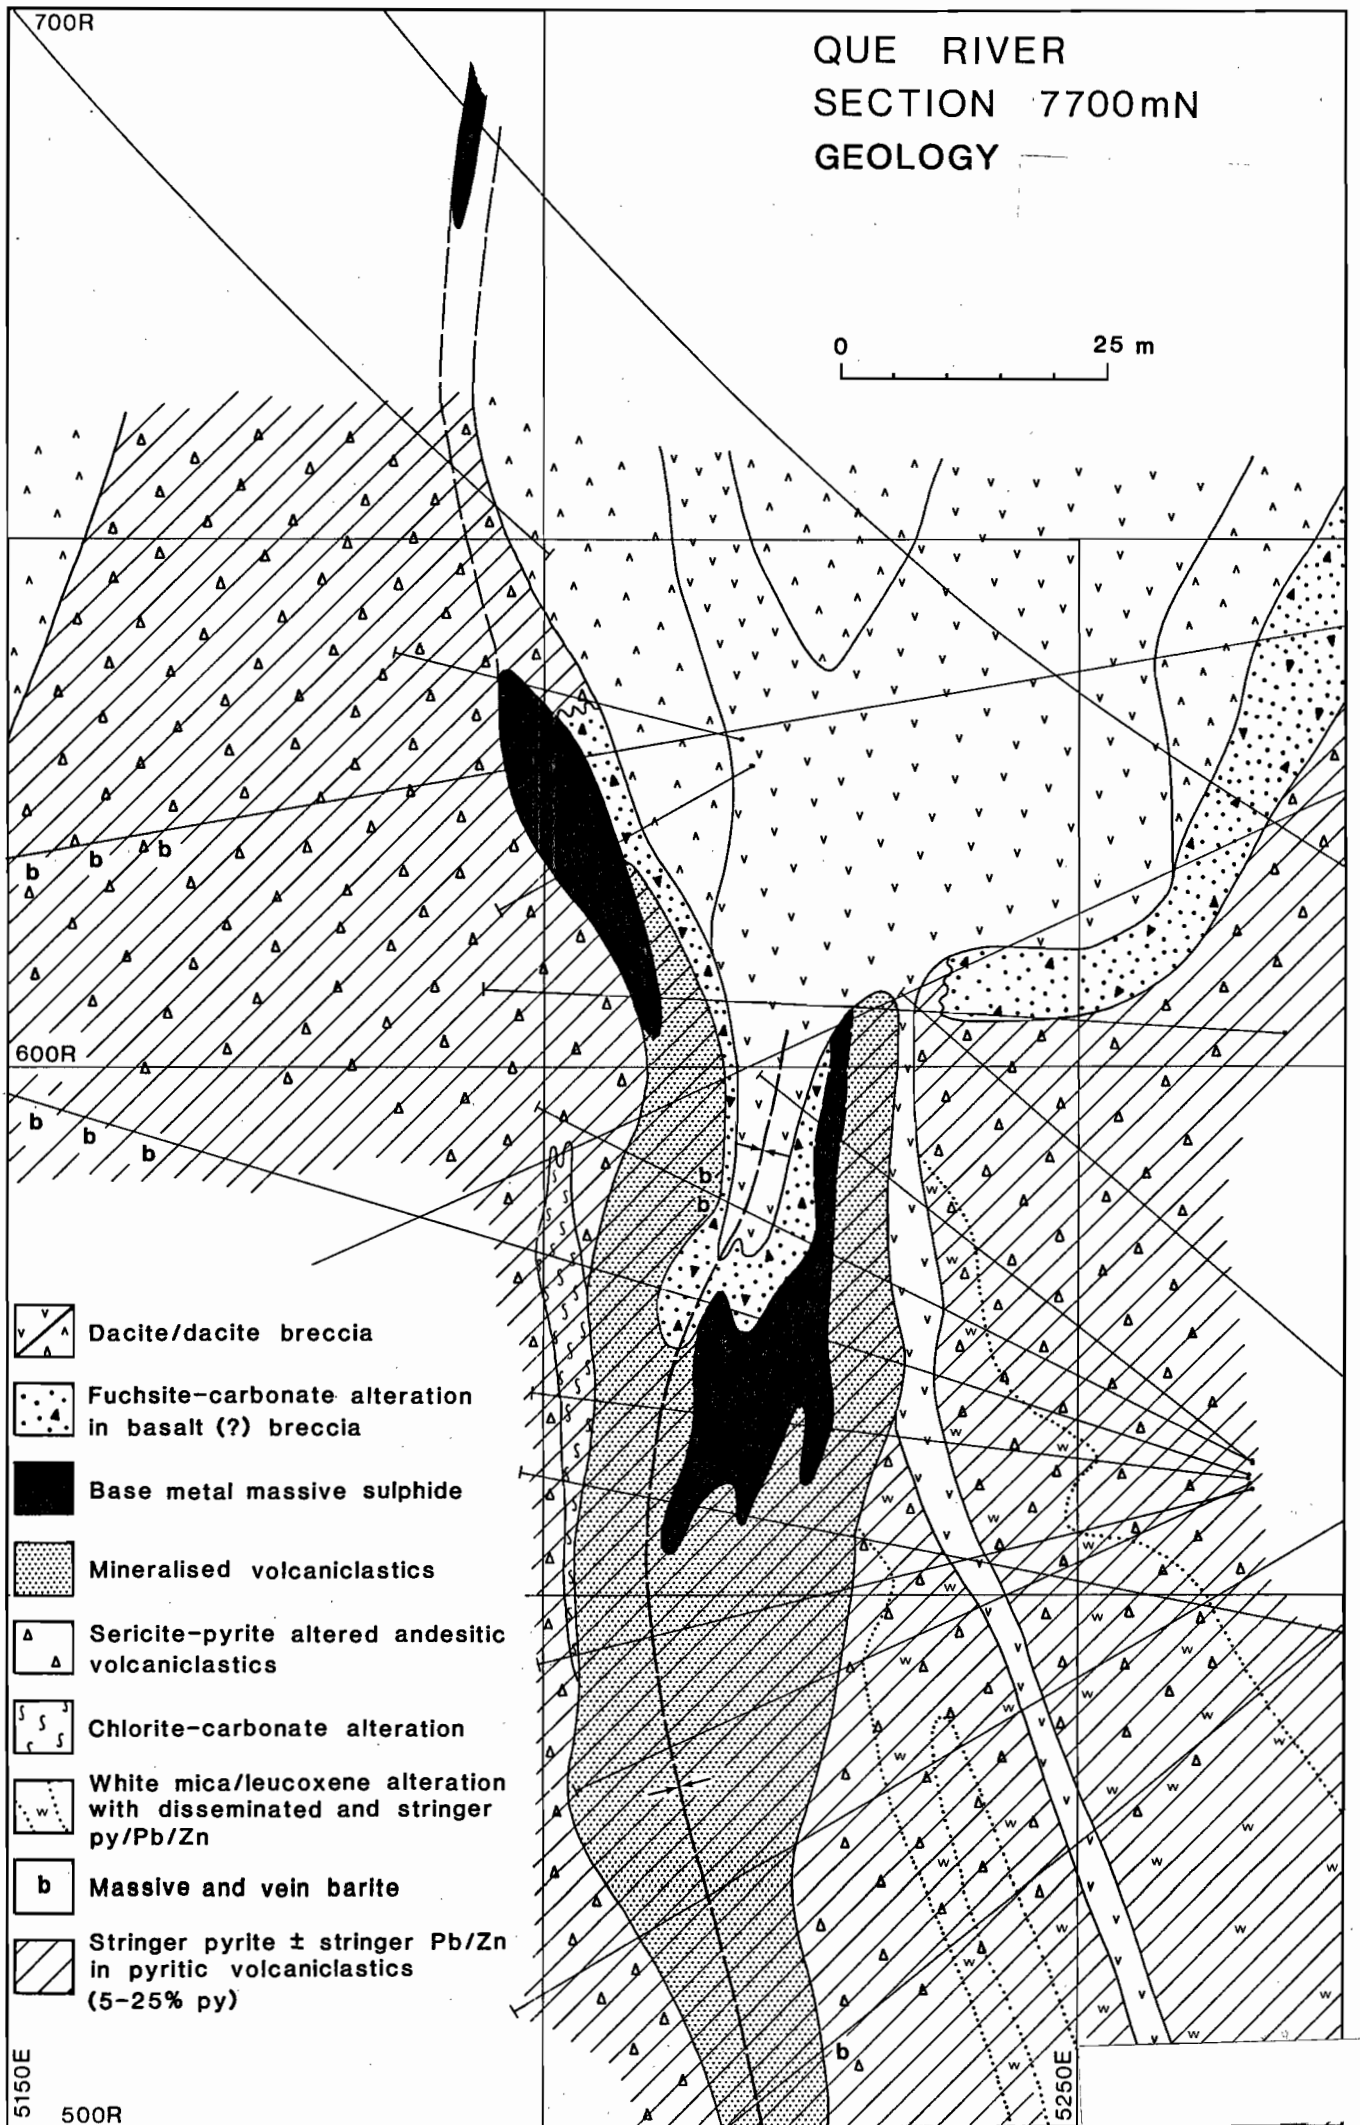 700R
QUE RIVER
SECTION 7700mN
GEOLOGY
0 25 m
b b b
600R
b b b
b
b
Dacite/dacite breccia
Fuchsite-carbonate alteration
in basalt (?) breccia
Base metal massive sulphide
Mineralised volcaniclastics
Sericite-pyrite altered andesitic
volcaniclastics
Chlorite-carbonate alteration
White mica/leucoxene alteration
with disseminated and stringer
py/Pb/Zn
b Massive and vein barite
Stringer pyrite ± stringer Pb/Zn
in pyritic volcaniclastics
(5-25% py)
b
5150E
500R
5250E